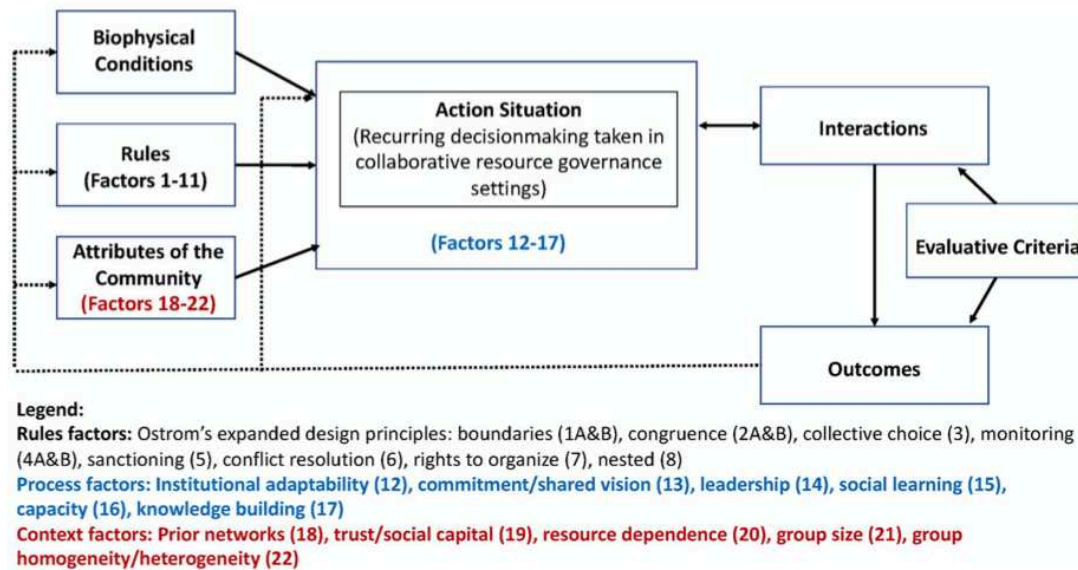 Biophysical
Conditions
Rules
(Factors 1-11)
Attributes of the
Community
(Factors 18-22)
Action Situation
(Recurring decisionmaking taken in
collaborative resource governance
settings)
(Factors 12-17)
Interactions
Evaluative Criteria
Outcomes
Legend:
Rules factors: Ostrom's expanded design principles: boundaries (1A&B), congruence (2A&B), collective choice (3), monitoring
(4A&B), sanctioning (5), conflict resolution (6), rights to organize (7), nested (8)
Process factors: Institutional adaptability (12), commitment/shared vision (13), leadership (14), social learning (15),
capacity (16), knowledge building (17)
Context factors: Prior networks (18), trust/social capital (19), resource dependence (20), group size (21), group
homogeneity/heterogeneity (22)